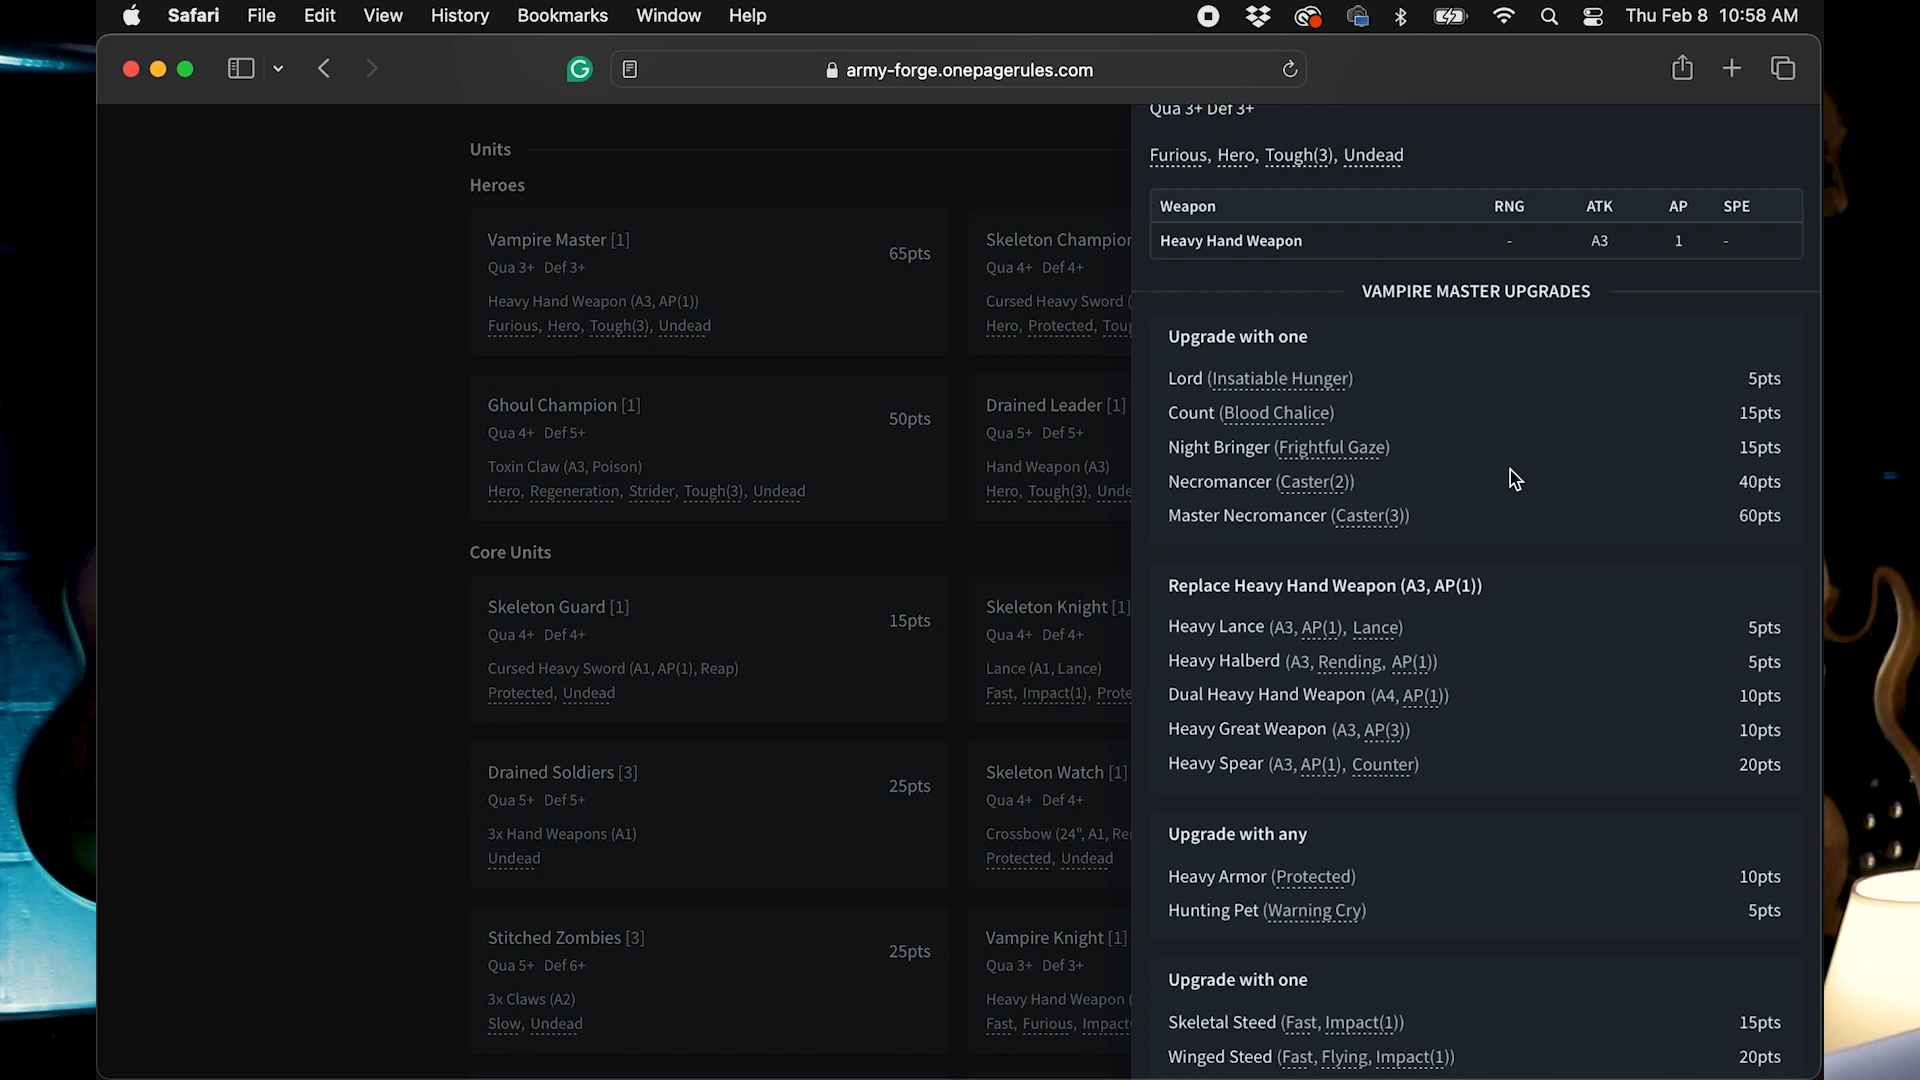 Safari File Edit View History Bookmarks Window Help Thu Feb 8 10:58 AM
army-forge.onepagerules.com
Units
Heroes
Vampire Master [1]
65pts
Qua 3+ Def 3+
Heavy Hand Weapon (A3, AP(1))
Furious, Hero, Tough(3), Undead
Skeleton Champion
Qua 4+ Def 4+
Cursed Heavy Sword (
Hero, Protected, Toug
Ghoul Champion [1]
50pts
Qua 4+ Def 5+
Toxin Claw (A3, Poison)
Hero, Regeneration, Strider, Tough(3), Undead
Drained Leader [1]
Qua 5+ Def 5+
Hand Weapon (A3)
Hero, Tough(3), Unde
Core Units
Skeleton Guard [1]
15pts
Qua 4+ Def 4+
Cursed Heavy Sword (A1, AP(1), Reap)
Protected, Undead
Skeleton Knight [1]
Qua 4+ Def 4+
Lance (A1, Lance)
Fast, Impact(1), Prote
Drained Soldiers [3]
25pts
Qua 5+ Def 5+
3x Hand Weapons (A1)
Undead
Skeleton Watch [1]
Qua 4+ Def 4+
Crossbow (24", A1, Re
Protected, Undead
Stitched Zombies [3]
25pts
Qua 5+ Def 6+
3x Claws (A2)
Slow, Undead
Vampire Knight [1]
Qua 3+ Def 3+
Heavy Hand Weapon (
Fast, Furious, Impact
Qua 3+ Def 3+
Furious, Hero, Tough(3), Undead
Weapon RNG ATK AP SPE
Heavy Hand Weapon - A3 1 -
VAMPIRE MASTER UPGRADES
Upgrade with one
Lord (Insatiable Hunger) 5pts
Count (Blood Chalice) 15pts
Night Bringer (Frightful Gaze) 15pts
Necromancer (Caster(2)) 40pts
Master Necromancer (Caster(3)) 60pts
Replace Heavy Hand Weapon (A3, AP(1))
Heavy Lance (A3, AP(1), Lance) 5pts
Heavy Halberd (A3, Rending, AP(1)) 5pts
Dual Heavy Hand Weapon (A4, AP(1)) 10pts
Heavy Great Weapon (A3, AP(3)) 10pts
Heavy Spear (A3, AP(1), Counter) 20pts
Upgrade with any
Heavy Armor (Protected) 10pts
Hunting Pet (Warning Cry) 5pts
Upgrade with one
Skeletal Steed (Fast, Impact(1)) 15pts
Winged Steed (Fast, Flying, Impact(1)) 20pts